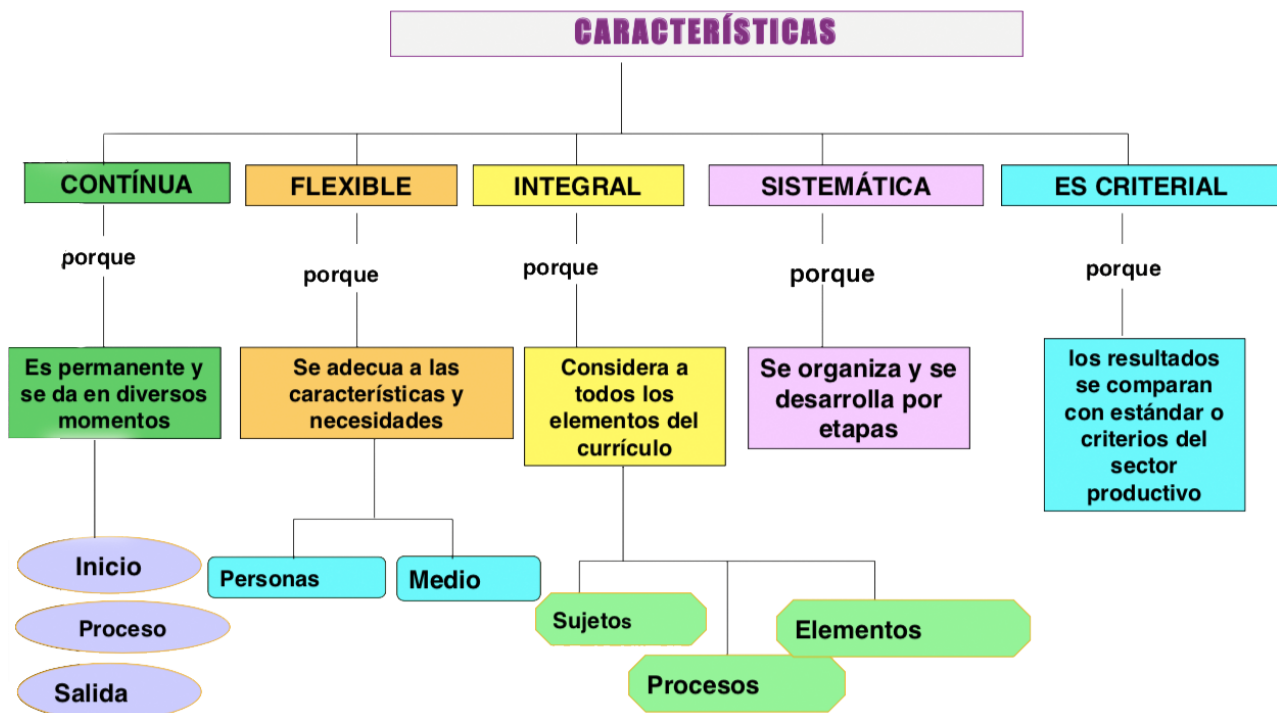 CARACTERÍSTICAS
CONTÍNUA
FLEXIBLE
INTEGRAL
SISTEMÁTICA
ES CRITERIAL
porque
porque
porque
porque
porque
Es permanente y
se da en diversos
momentos
Se adecua a las
características y
necesidades
Considera a
todos los
elementos del
currículo
Se organiza y se
desarrolla por
etapas
los resultados
se comparan
con estándar o
criterios del
sector
productivo
Inicio
Proceso
Salida
Personas
Medio
Sujetos
Procesos
Elementos